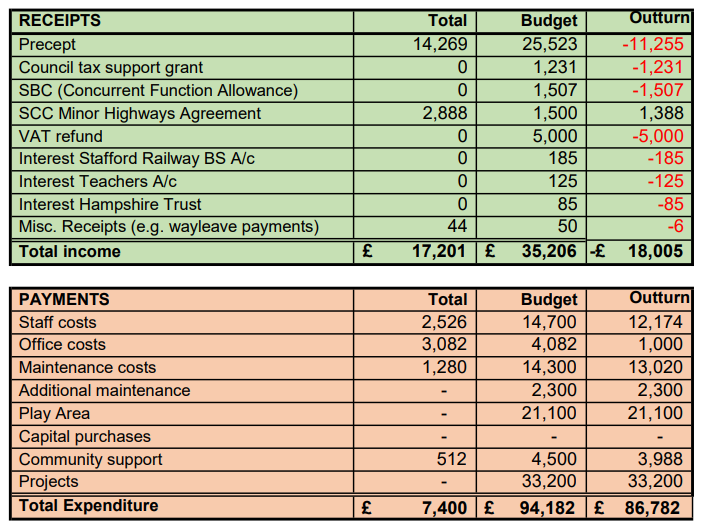 RECEIPTS Total Budget Outturn
Precept 14,269 25,523 -11,255
Council tax support grant 0 1,231 -1,231
SBC (Concurrent Function Allowance) 0 1,507 -1,507
SCC Minor Highways Agreement 2,888 1,500 1,388
VAT refund 0 5,000 -5,000
Interest Stafford Railway BS A/c 0 185 -185
Interest Teachers A/c 0 125 -125
Interest Hampshire Trust 0 85 -85
Misc. Receipts (e.g. wayleave payments) 44 50 -6
Total income £ 17,201 £ 35,206 -£ 18,005
PAYMENTS Total Budget Outturn
Staff costs 2,526 14,700 12,174
Office costs 3,082 4,082 1,000
Maintenance costs 1,280 14,300 13,020
Additional maintenance - 2,300 2,300
Play Area - 21,100 21,100
Capital purchases - - -
Community support 512 4,500 3,988
Projects - 33,200 33,200
Total Expenditure £ 7,400 £ 94,182 £ 86,782